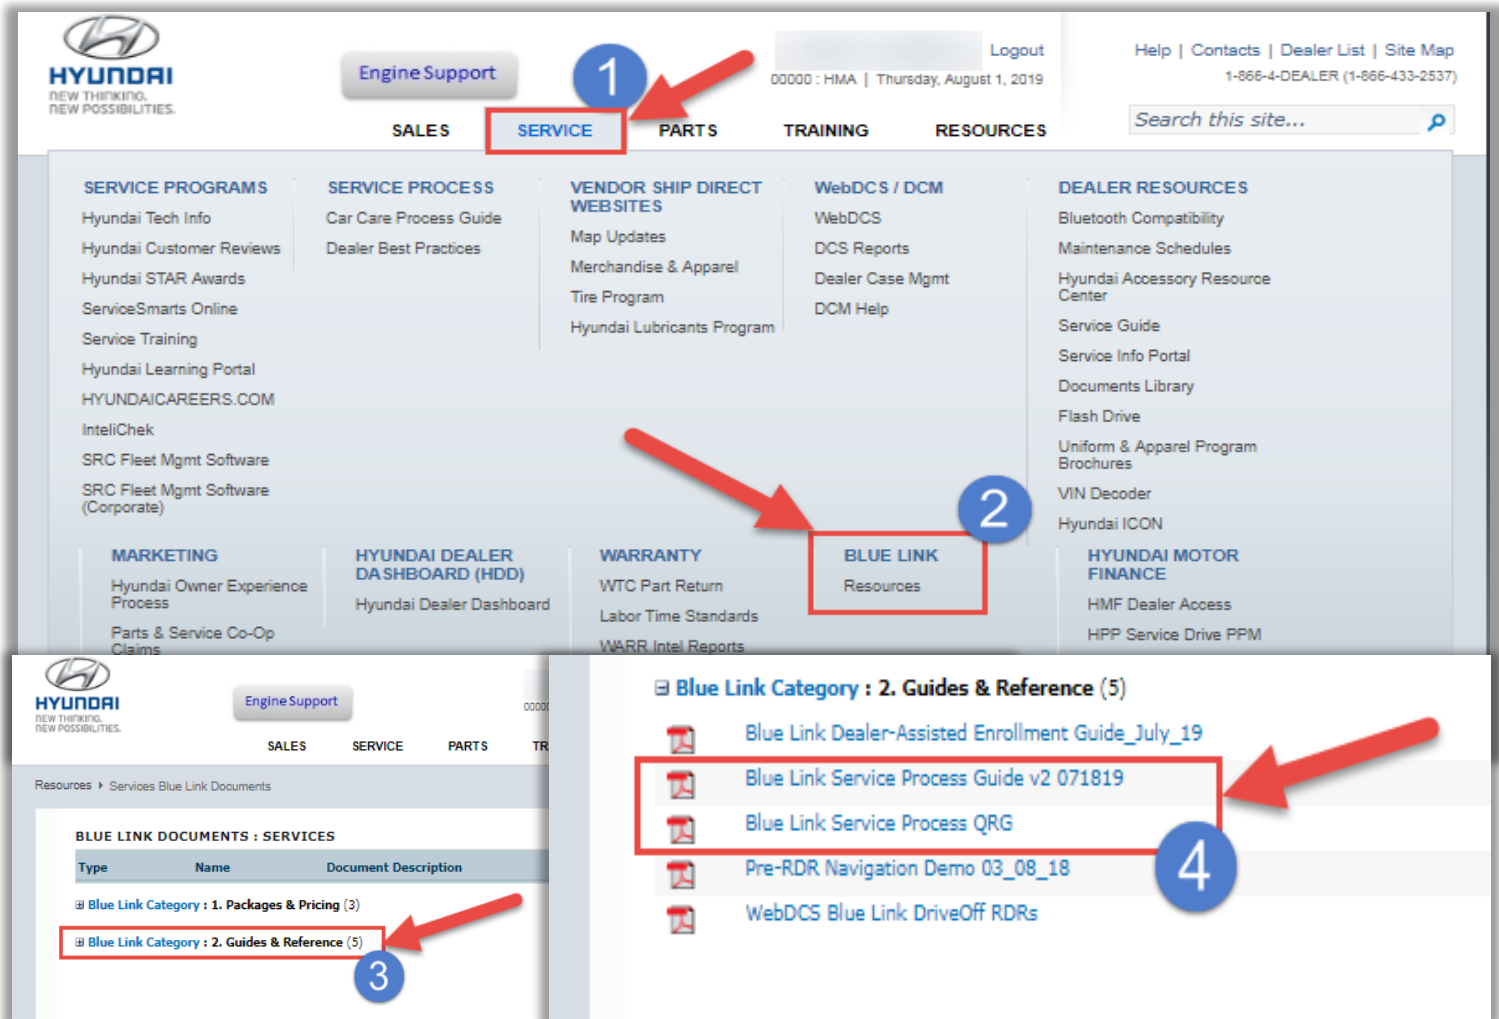 HYUNDAI
NEW THINKING.
NEW POSSIBILITIES.
Engine Support
1
Logout
00000 : HMA | Thursday, August 1, 2019
Help | Contacts | Dealer List | Site Map
1-866-4-DEALER (1-866-433-2537)
Search this site...
SALES SERVICE PARTS TRAINING RESOURCES
SERVICE PROGRAMS
Hyundai Tech Info
Hyundai Customer Reviews
Hyundai STAR Awards
ServiceSmarts Online
Service Training
Hyundai Learning Portal
HYUNDAICAREERS.COM
InteliChek
SRC Fleet Mgmt Software
SRC Fleet Mgmt Software
(Corporate)
SERVICE PROCESS
Car Care Process Guide
Dealer Best Practices
VENDOR SHIP DIRECT
WEBSITES
Map Updates
Merchandise & Apparel
Tire Program
Hyundai Lubricants Program
WebDCS / DCM
WebDCS
DCS Reports
Dealer Case Mgmt
DCM Help
DEALER RESOURCES
Bluetooth Compatibility
Maintenance Schedules
Hyundai Accessory Resource
Center
Service Guide
Service Info Portal
Documents Library
Flash Drive
Uniform & Apparel Program
Brochures
VIN Decoder
Hyundai ICON
MARKETING
Hyundai Owner Experience
Process
Parts & Service Co-Op
Claims
HYUNDAI DEALER
DASHBOARD (HDD)
Hyundai Dealer Dashboard
WARRANTY
WTC Part Return
Labor Time Standards
WARR Intel Reports
2
BLUE LINK
Resources
HYUNDAI MOTOR
FINANCE
HMF Dealer Access
HPP Service Drive PPM
HYUNDAI
NEW THINKING.
NEW POSSIBILITIES.
Engine Support
0000
SALES SERVICE PARTS TR
Resources Services Blue Link Documents
BLUE LINK DOCUMENTS : SERVICES
Type Name Document Description
Blue Link Category : 1. Packages & Pricing (3)
Blue Link Category : 2. Guides & Reference (5)
3
Blue Link Category : 2. Guides & Reference (5)
Blue Link Dealer-Assisted Enrollment Guide_July_19
Blue Link Service Process Guide v2 071819
Blue Link Service Process QRG
Pre-RDR Navigation Demo 03_08_18
WebDCS Blue Link DriveOff RDRs
4